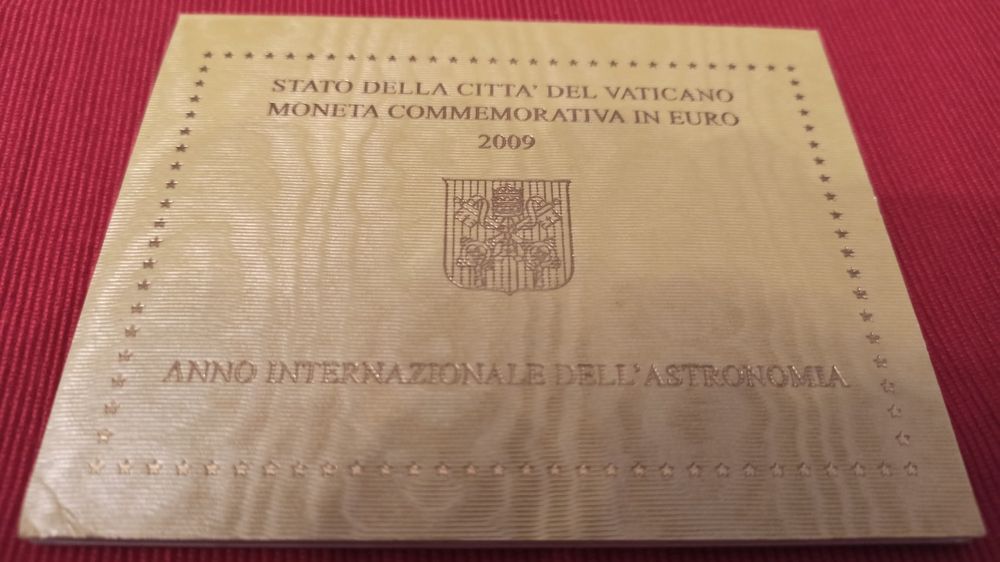 STATO DELLA CITTA' DEL VATICANO
MONETA COMMEMORATIVA IN EURO
2009
ANNO INTERNAZIONALE DELL'ASTRONOMIA